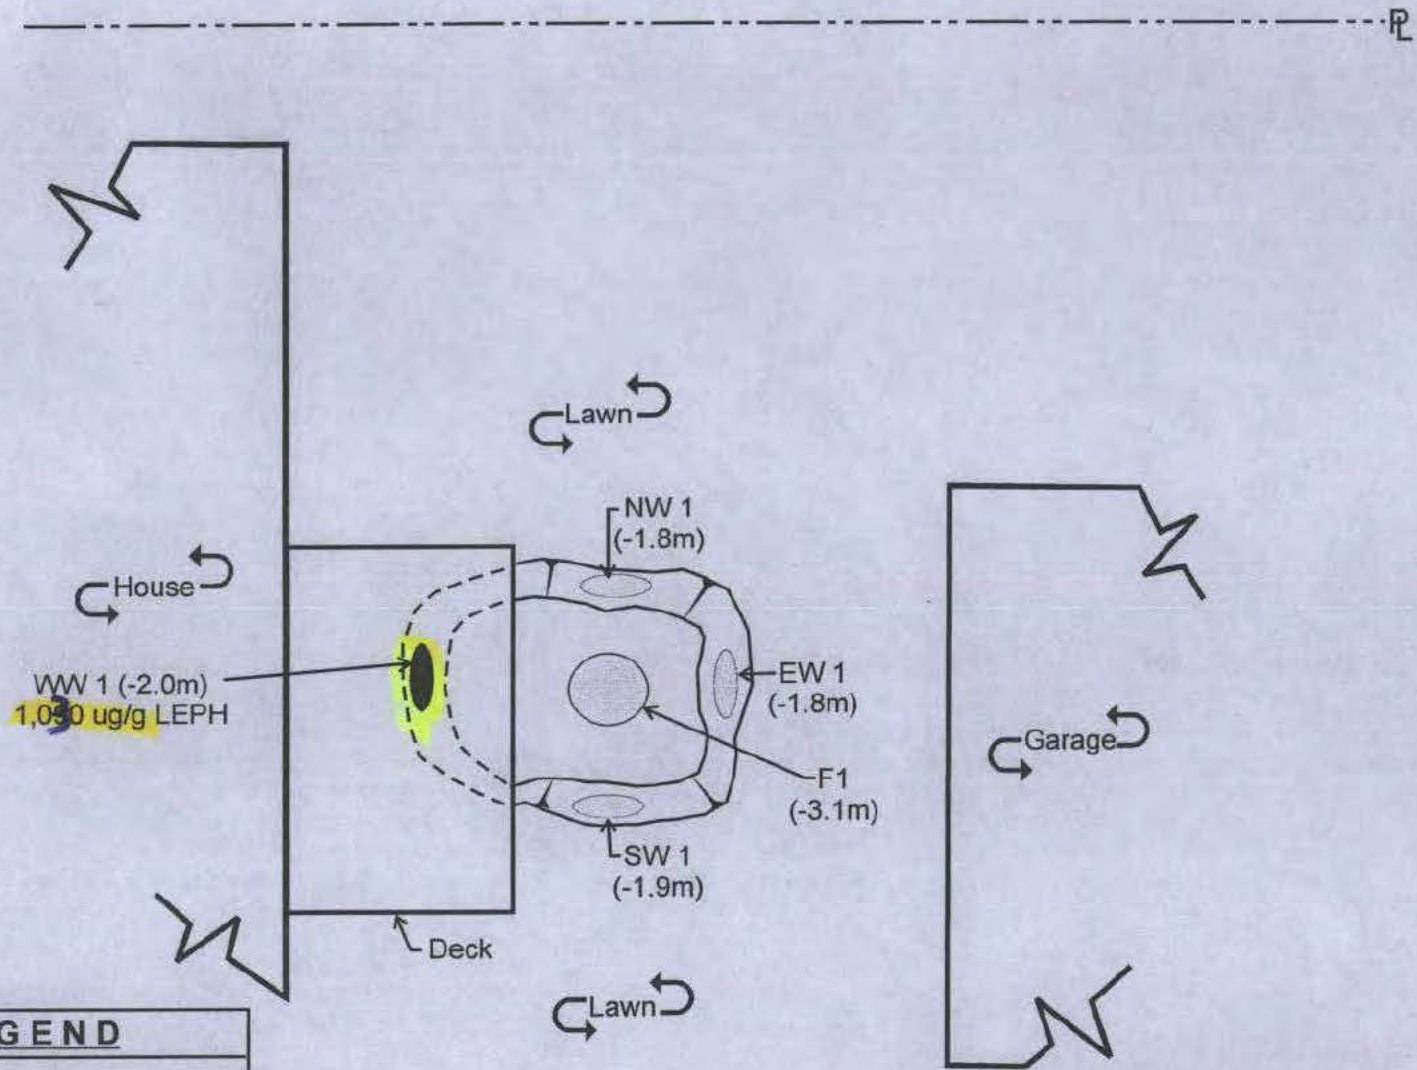 PL
Lawn
NW 1
(-1.8m)
House
WW 1 (-2.0m)
ug/g LEPH
EW 1
(-1.8m)
Garage
F1
(-3.1m)
SW 1
(-1.9m)
Deck
Lawn
GEND